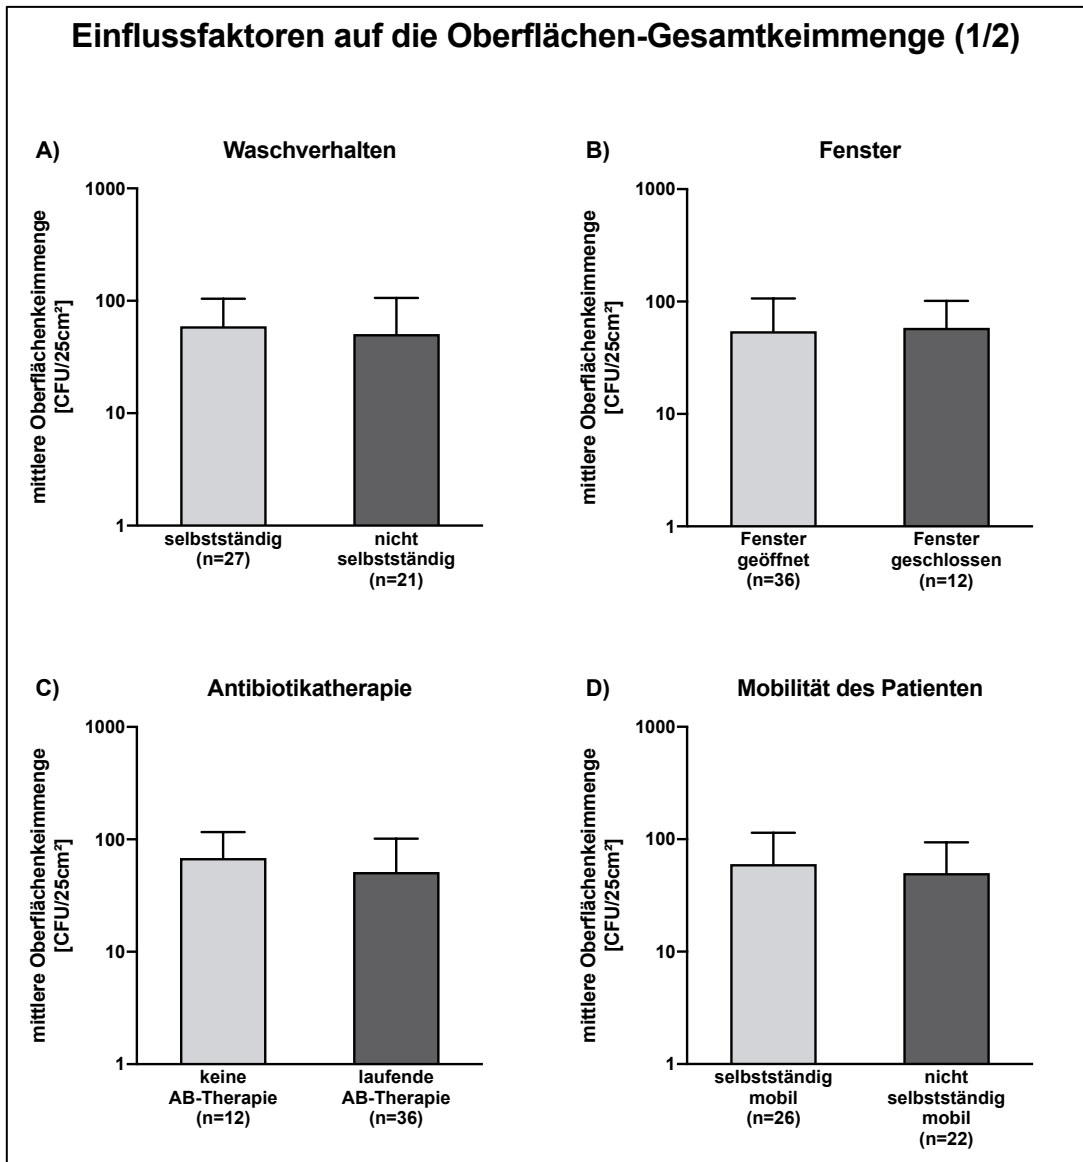 Einflussfaktoren auf die Oberflächen-Gesamtkeimmenge (1/2)
A)
Waschverhalten
mittlere Oberflächenkeimmenge
[CFU/25cm²]
1000
100
10
1
selbstständig
(n=27)
nicht
selbstständig
(n=21)
B)
Fenster
mittlere Oberflächenkeimmenge
[CFU/25cm²]
1000
100
10
1
Fenster
geöffnet
(n=36)
Fenster
geschlossen
(n=12)
C)
Antibiotikatherapie
mittlere Oberflächenkeimmenge
[CFU/25cm²]
1000
100
10
1
keine
AB-Therapie
(n=12)
laufende
AB-Therapie
(n=36)
D)
Mobilität des Patienten
mittlere Oberflächenkeimmenge
[CFU/25cm²]
1000
100
10
1
selbstständig
mobil
(n=26)
nicht
selbstständig
mobil
(n=22)